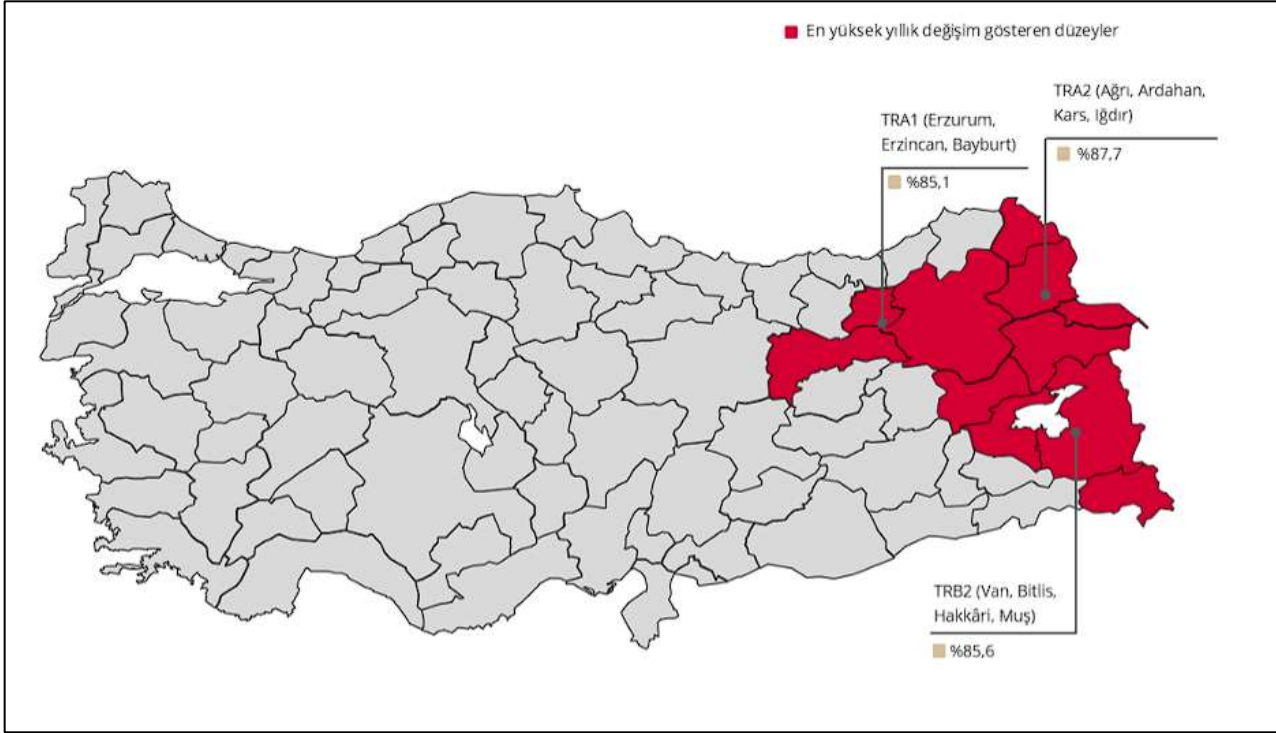 En yüksek yıllık değişim gösteren düzeyler
TRA2 (Ağrı, Ardahan,
Kars, Iğdır)
%87,7
TRA1 (Erzurum,
Erzincan, Bayburt)
%85,1
TRB2 (Van, Bitlis,
Hakkâri, Muş)
%85,6